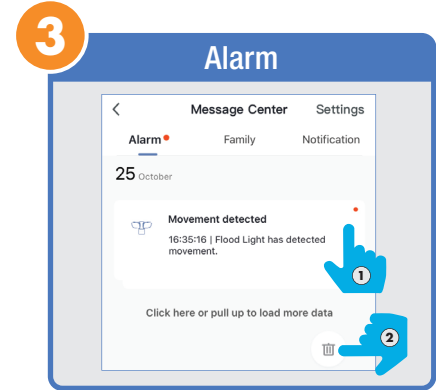 3
Alarm
< Message Center Settings
Alarm Family Notification
25 October
Movement detected
16:35:16 | Flood Light has detected
movement.
1
Click here or pull up to load more data
2